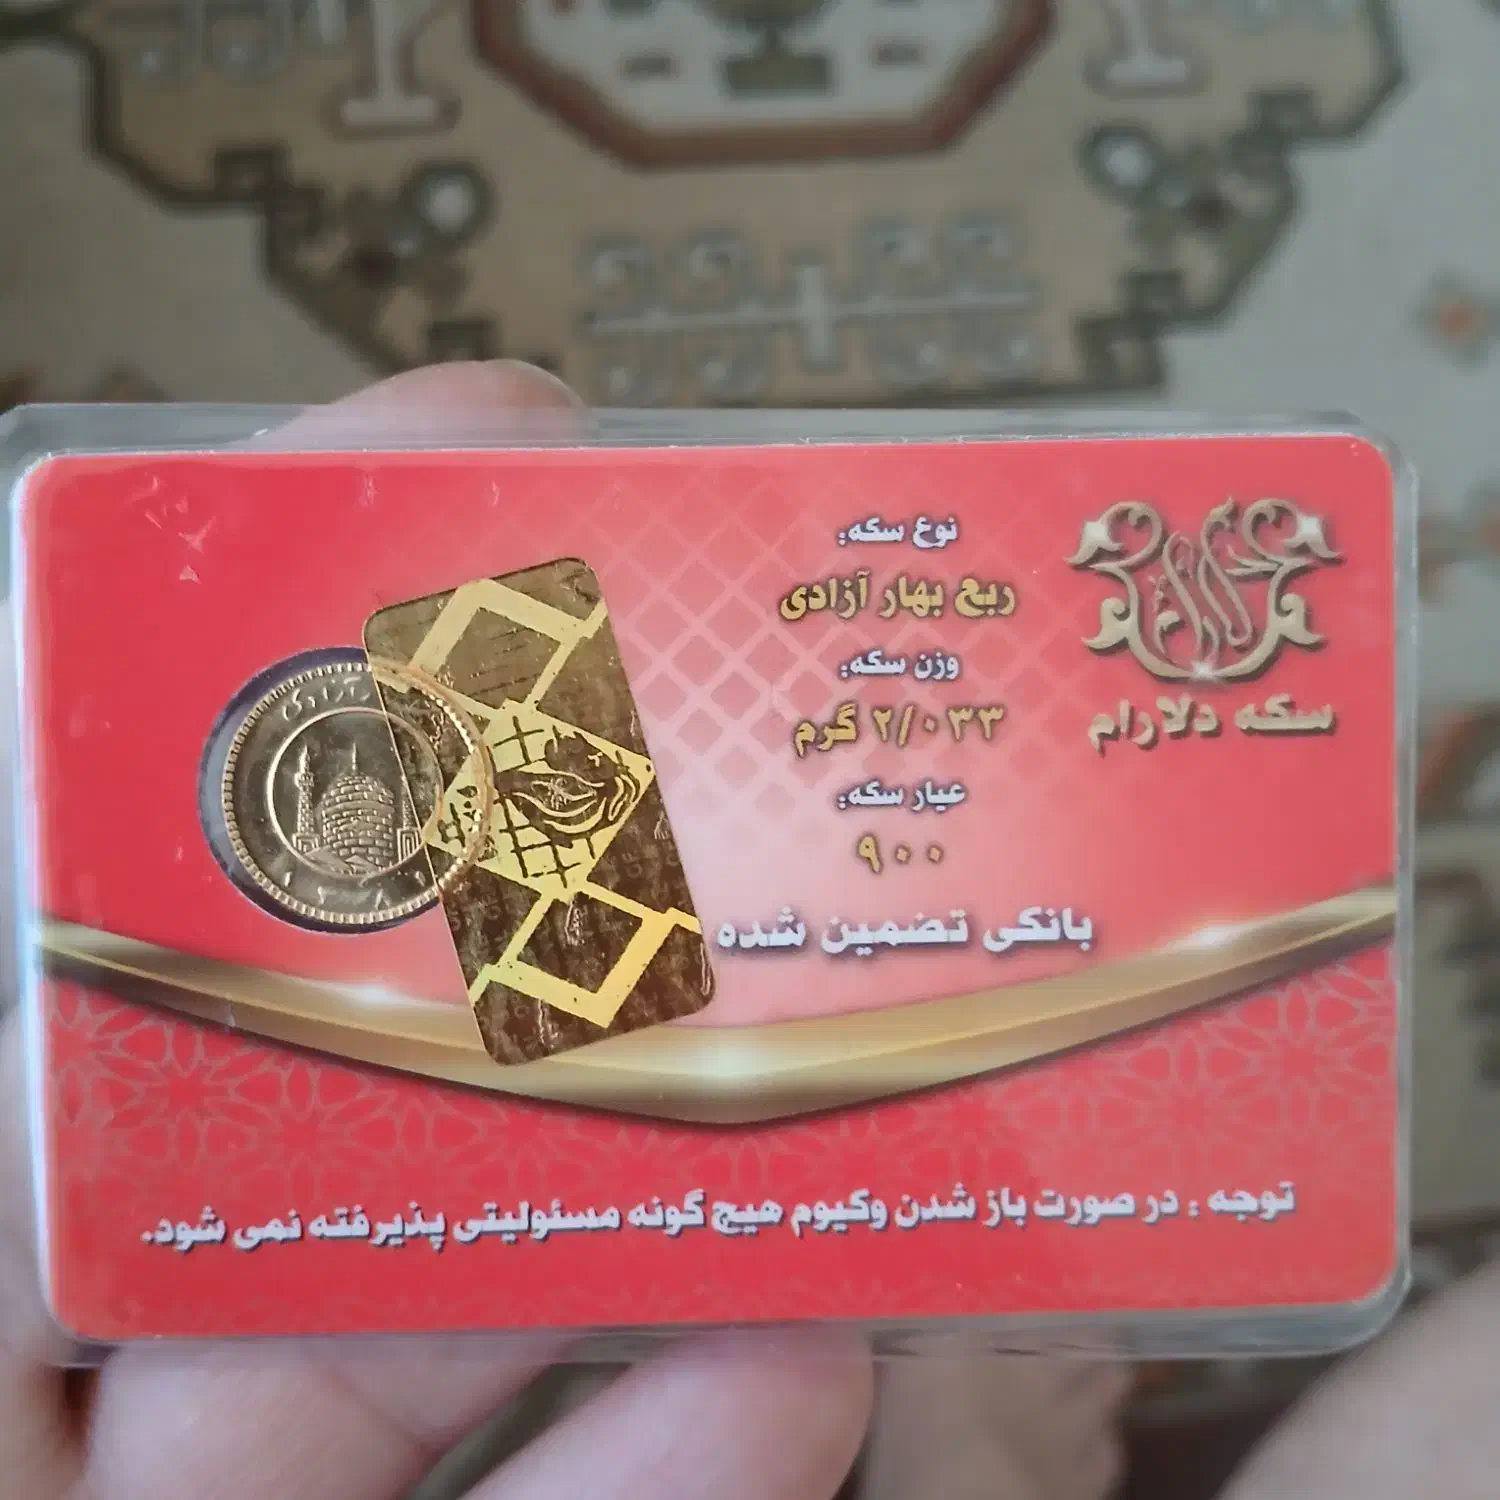 نوع سکه:
ربع بهار آزادی
وزن سکه:
۲/۰۳۳ گرم
عیار سکه:
۹۰۰
بانکی تضمین شده
سکه دلارام
توجه : در صورت باز شدن وکیوم هیچ گونه مسئولیتی پذیرفته نمی شود.